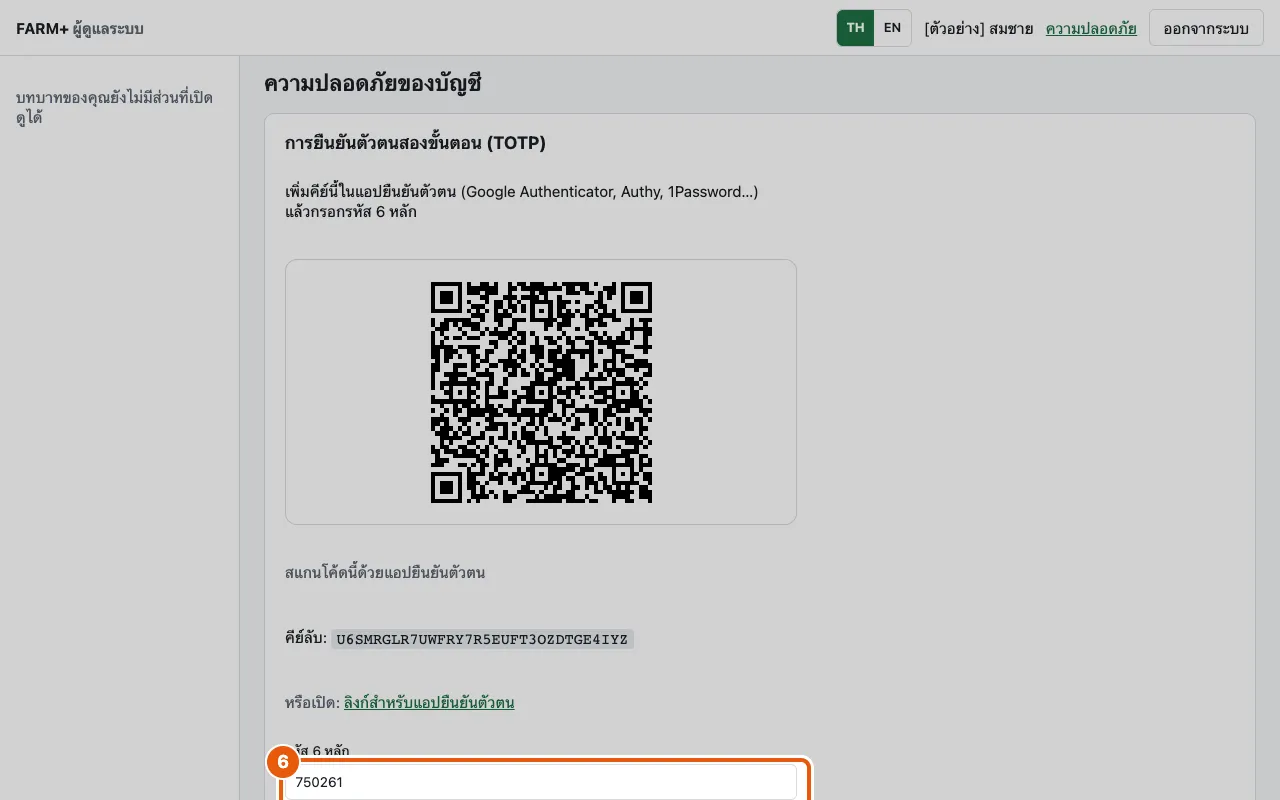 FARM+ ผู้ดูแลระบบ
TH EN [ตัวอย่าง] สมชาย ความปลอดภัย ออกจากระบบ
บทบาทของคุณยังไม่มีส่วนที่เปิด
ดูได้
ความปลอดภัยของบัญชี
การยืนยันตัวตนสองขั้นตอน (TOTP)
เพิ่มคีย์นี้ในแอปยืนยันตัวตน (Google Authenticator, Authy, 1Password…)
แล้วกรอกรหัส 6 หลัก
สแกนโค้ดนี้ด้วยแอปยืนยันตัวตน
คีย์ลับ: U6SMRGLR7UWFRY7R5EUFT3OZDTGE4IYZ
หรือเปิด: ลิงก์สำหรับแอปยืนยันตัวตน
6 หลัก
6
750261